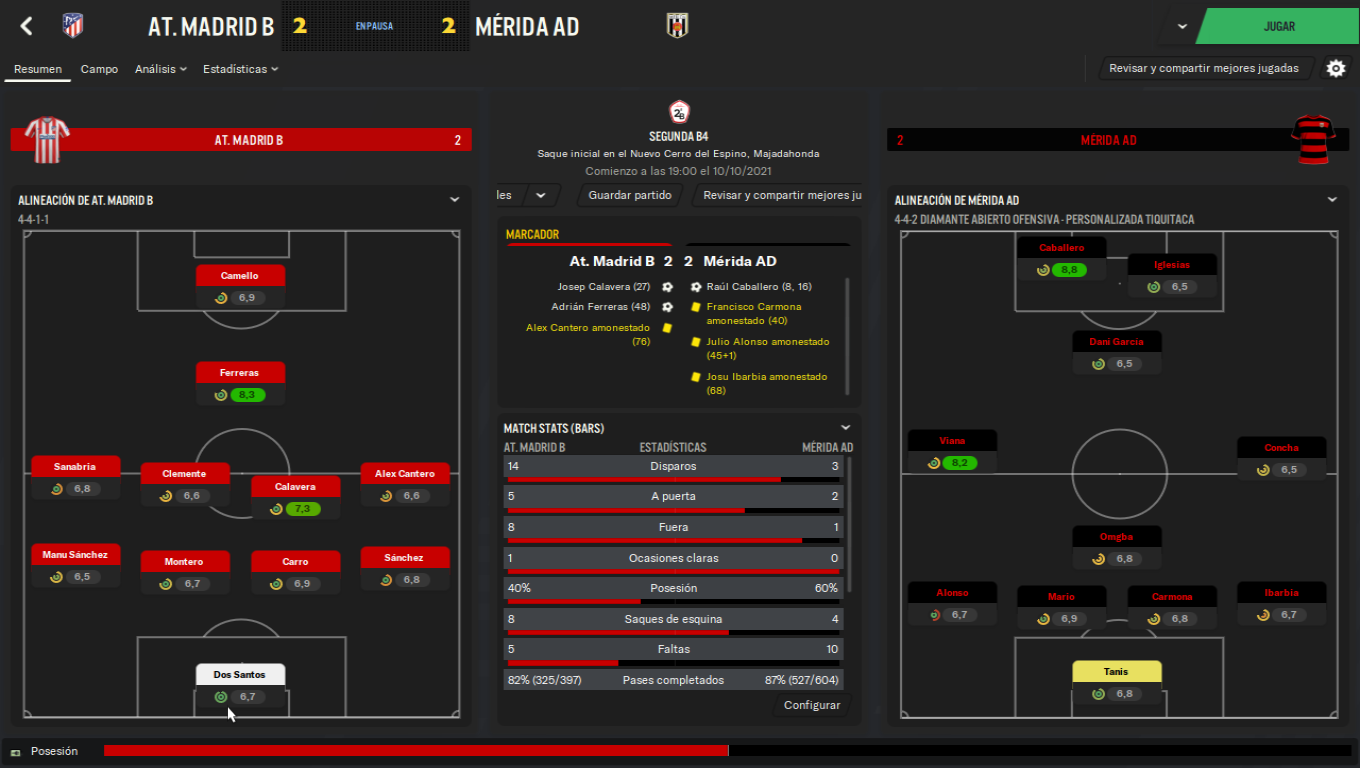 AT. MADRID B 2 EN PAUSA 2 MÉRIDA AD
JUGAR
Resumen Campo Análisis Estadísticas
Revisar y compartir mejores jugadas
AT. MADRID B 2
2ªB
SEGUNDA B4
Saque inicial en el Nuevo Cerro del Espino, Majadahonda
Comienzo a las 19:00 el 10/10/2021
les Guardar partido Revisar y compartir mejores ju
2 MÉRIDA AD
ALINEACIÓN DE AT. MADRID B
4-4-1-1
Camello
6,9
Ferreras
8,3
Sanabria
6,8
Clemente
6,6
Calavera
7,3
Alex Cantero
6,6
Manu Sánchez
6,5
Montero
6,7
Carro
6,9
Sánchez
6,8
Dos Santos
6,7
MARCADOR
At. Madrid B 2 2 Mérida AD
Josep Calavera (27)
Adrián Ferreras (48)
Alex Cantero amonestado
(76)
Raúl Caballero (8, 16)
Francisco Carmona
amonestado (40)
Julio Alonso amonestado
(45+1)
Josu Ibarbia amonestado
(68)
MATCH STATS (BARS)
AT. MADRID B ESTADÍSTICAS MÉRIDA AD
14 Disparos 3
5 A puerta 2
8 Fuera 1
1 Ocasiones claras 0
40% Posesión 60%
8 Saques de esquina 4
5 Faltas 10
82% (325/397) Pases completados 87% (527/604)
Configurar
ALINEACIÓN DE MÉRIDA AD
4-4-2 DIAMANTE ABIERTO OFENSIVA - PERSONALIZADA TIQUITACA
Caballero
8,8
Iglesias
6,5
Dani García
6,5
Viana
8,2
Concha
6,5
Omgba
6,8
Alonso
6,7
Mario
6,9
Carmona
6,8
Ibarbia
6,7
Tanis
6,8
Posesión